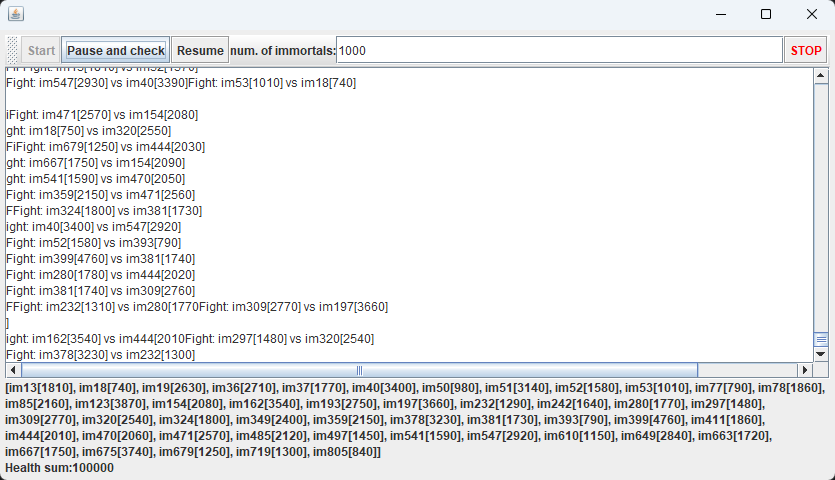 Start Pause and check Resume num. of immortals: 1000 STOP
Fight: im547[2930] vs im40[3390]Fight: im53[1010] vs im18[740]
iFight: im471[2570] vs im154[2080]
ght: im18[750] vs im320[2550]
FiFight: im679[1250] vs im444[2030]
ght: im667[1750] vs im154[2090]
ght: im541[1590] vs im470[2050]
Fight: im359[2150] vs im471[2560]
FFight: im324[1800] vs im381[1730]
ight: im40[3400] vs im547[2920]
Fight: im52[1580] vs im393[790]
Fight: im399[4760] vs im381[1740]
Fight: im280[1780] vs im444[2020]
Fight: im381[1740] vs im309[2760]
FFight: im232[1310] vs im280[1770Fight: im309[2770] vs im197[3660]
]
ight: im162[3540] vs im444[2010Fight: im297[1480] vs im320[2540]
Fight: im378[3230] vs im232[1300]
[im13[1810], im18[740], im19[2630], im36[2710], im37[1770], im40[3400], im50[980], im51[3140], im52[1580], im53[1010], im77[790], im78[1860],
im85[2160], im123[3870], im154[2080], im162[3540], im193[2750], im197[3660], im232[1290], im242[1640], im280[1770], im297[1480],
im309[2770], im320[2540], im324[1800], im349[2400], im359[2150], im378[3230], im381[1730], im393[790], im399[4760], im411[1860],
im444[2010], im470[2060], im471[2570], im485[2120], im497[1450], im541[1590], im547[2920], im610[1150], im649[2840], im663[1720],
im667[1750], im675[3740], im679[1250], im719[1300], im805[840]]
Health sum:100000